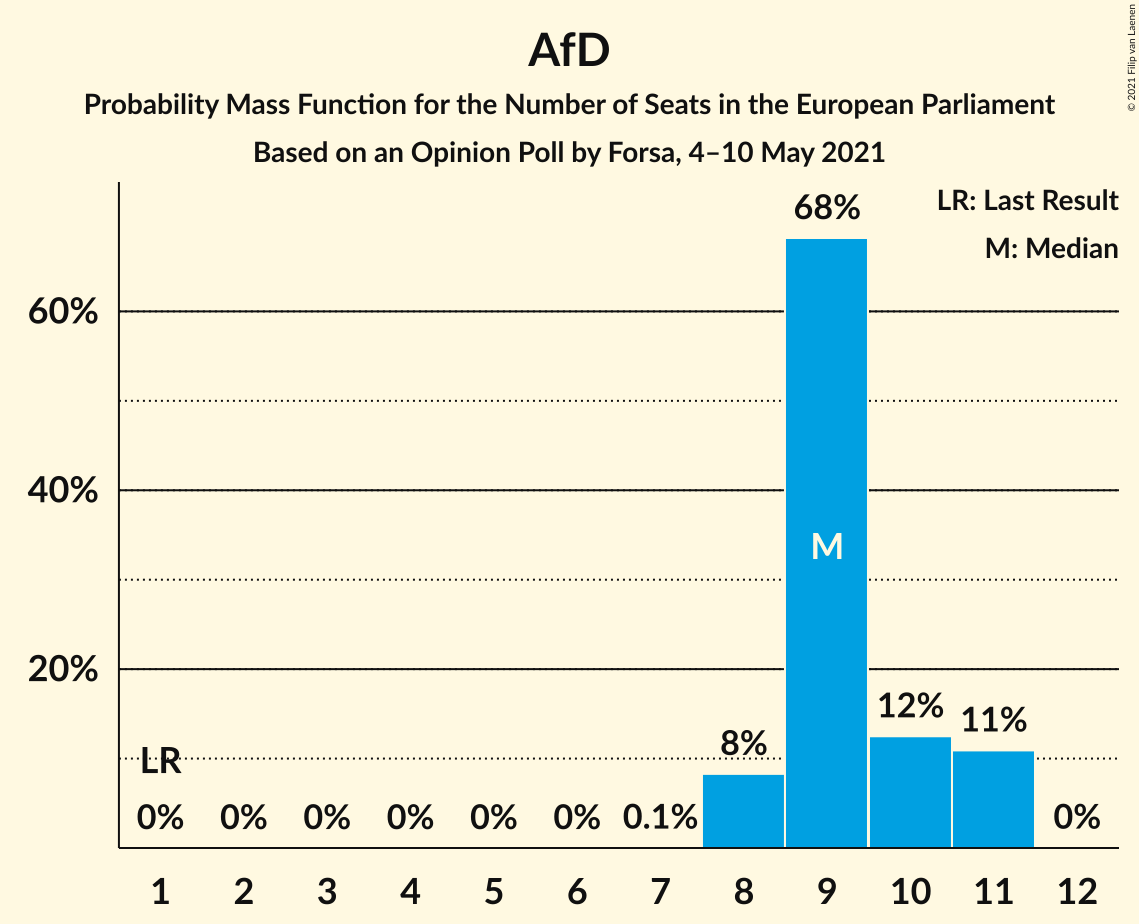 AfD
Probability Mass Function for the Number of Seats in the European Parliament
Based on an Opinion Poll by Forsa, 4–10 May 2021
© 2021 Filip van Laenen
LR: Last Result
M: Median
68%
60%
40%
M
20%
12%
11%
8%
LR
0% 0% 0% 0% 0% 0% 0.1% 0%
1 2 3 4 5 6 7 8 9 10 11 12